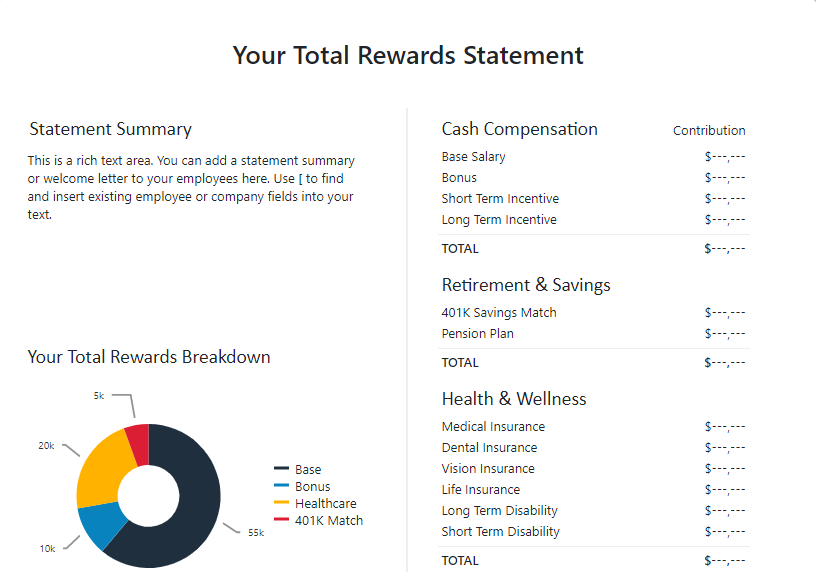 Your Total Rewards Statement
Statement Summary
This is a rich text area. You can add a statement summary
or welcome letter to your employees here. Use [ to find
and insert existing employee or company fields into your
text.
Your Total Rewards Breakdown
5k
20k
10k
55k
Base
Bonus
Healthcare
401K Match
Cash Compensation Contribution
Base Salary $---,---
Bonus $---,---
Short Term Incentive $---,---
Long Term Incentive $---,---
TOTAL $---,---
Retirement & Savings
401K Savings Match $---,---
Pension Plan $---,---
TOTAL $---,---
Health & Wellness
Medical Insurance $---,---
Dental Insurance $---,---
Vision Insurance $---,---
Life Insurance $---,---
Long Term Disability $---,---
Short Term Disability $---,---
TOTAL $---,---